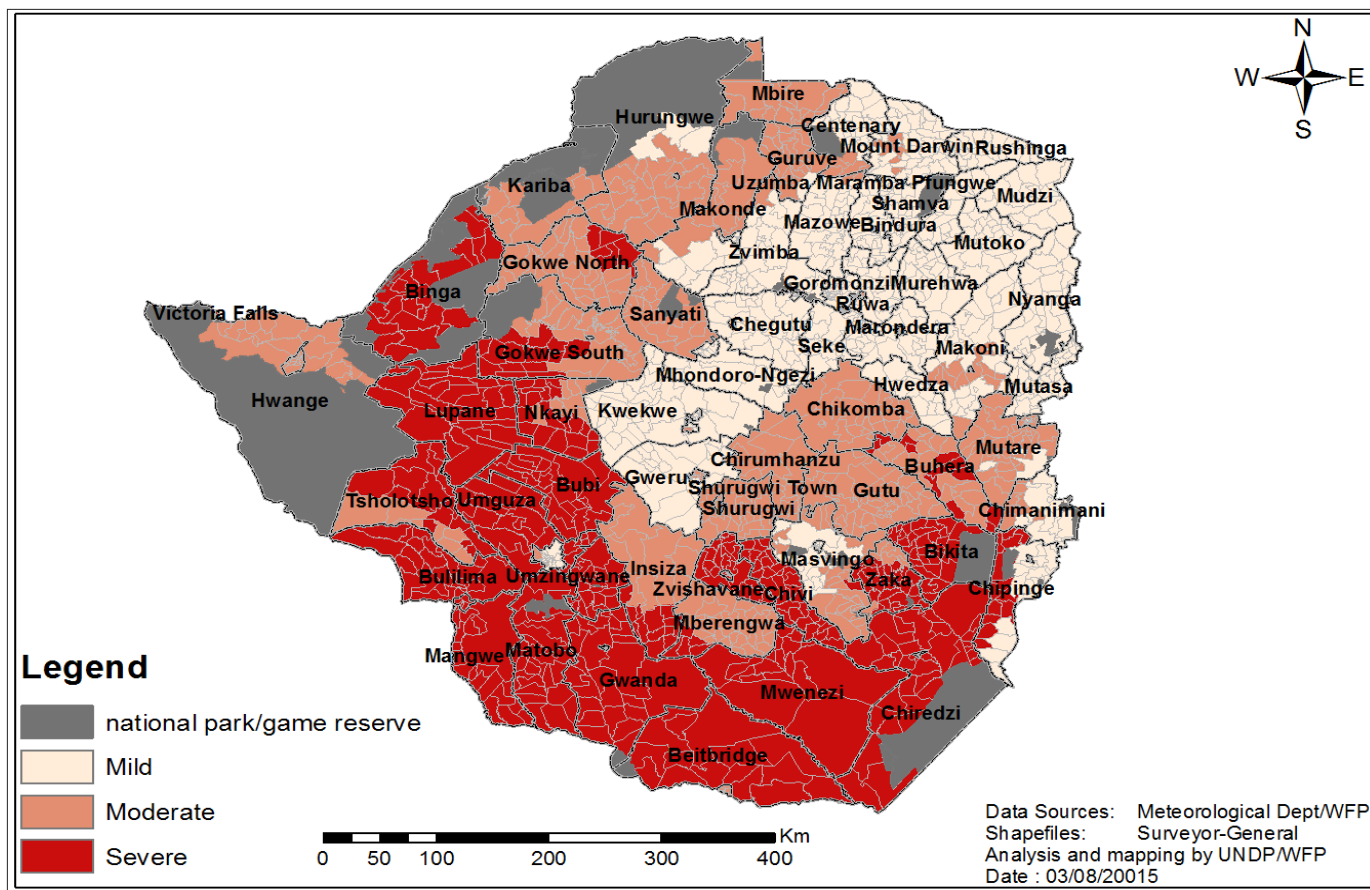 N
W E
S
Mbire
Hurungwe
Centenary
Mount Darwin Rushinga
Guruve
Kariba
Uzumba Maramba Pfungwe
Shamva
Mudzi
Makonde
Mazowe
Bindura
Mutoko
Zvimba
Gokwe North
Goromonzi Murehwa
Binga
Ruwa
Nyanga
Victoria Falls
Sanyati
Chegutu
Marondera
Seke
Makoni
Gokwe South
Mhondoro-Ngezi
Hwedza
Mutasa
Hwange
Lupane
Nkayi
Kwekwe
Chikomba
Mutare
Chirumhanzu
Buhera
Gweru
Bubi
Shurugwi Town
Gutu
Tsholotsho
Umguza
Shurugwi
Chimanimani
Bikita
Masvingo
Insiza
Bulilima
Umzingwane
Zaka
Zvishavane
Chivi
Chipinge
Mberengwa
Mangwe
Matobo
Gwanda
Mwenezi
Chiredzi
Beitbridge
Legend
national park/game reserve
Mild
Moderate
Severe
Km
0 50 100 200 300 400
Data Sources: Meteorological Dept/WFP
Shapefiles: Surveyor-General
Analysis and mapping by UNDP/WFP
Date : 03/08/20015